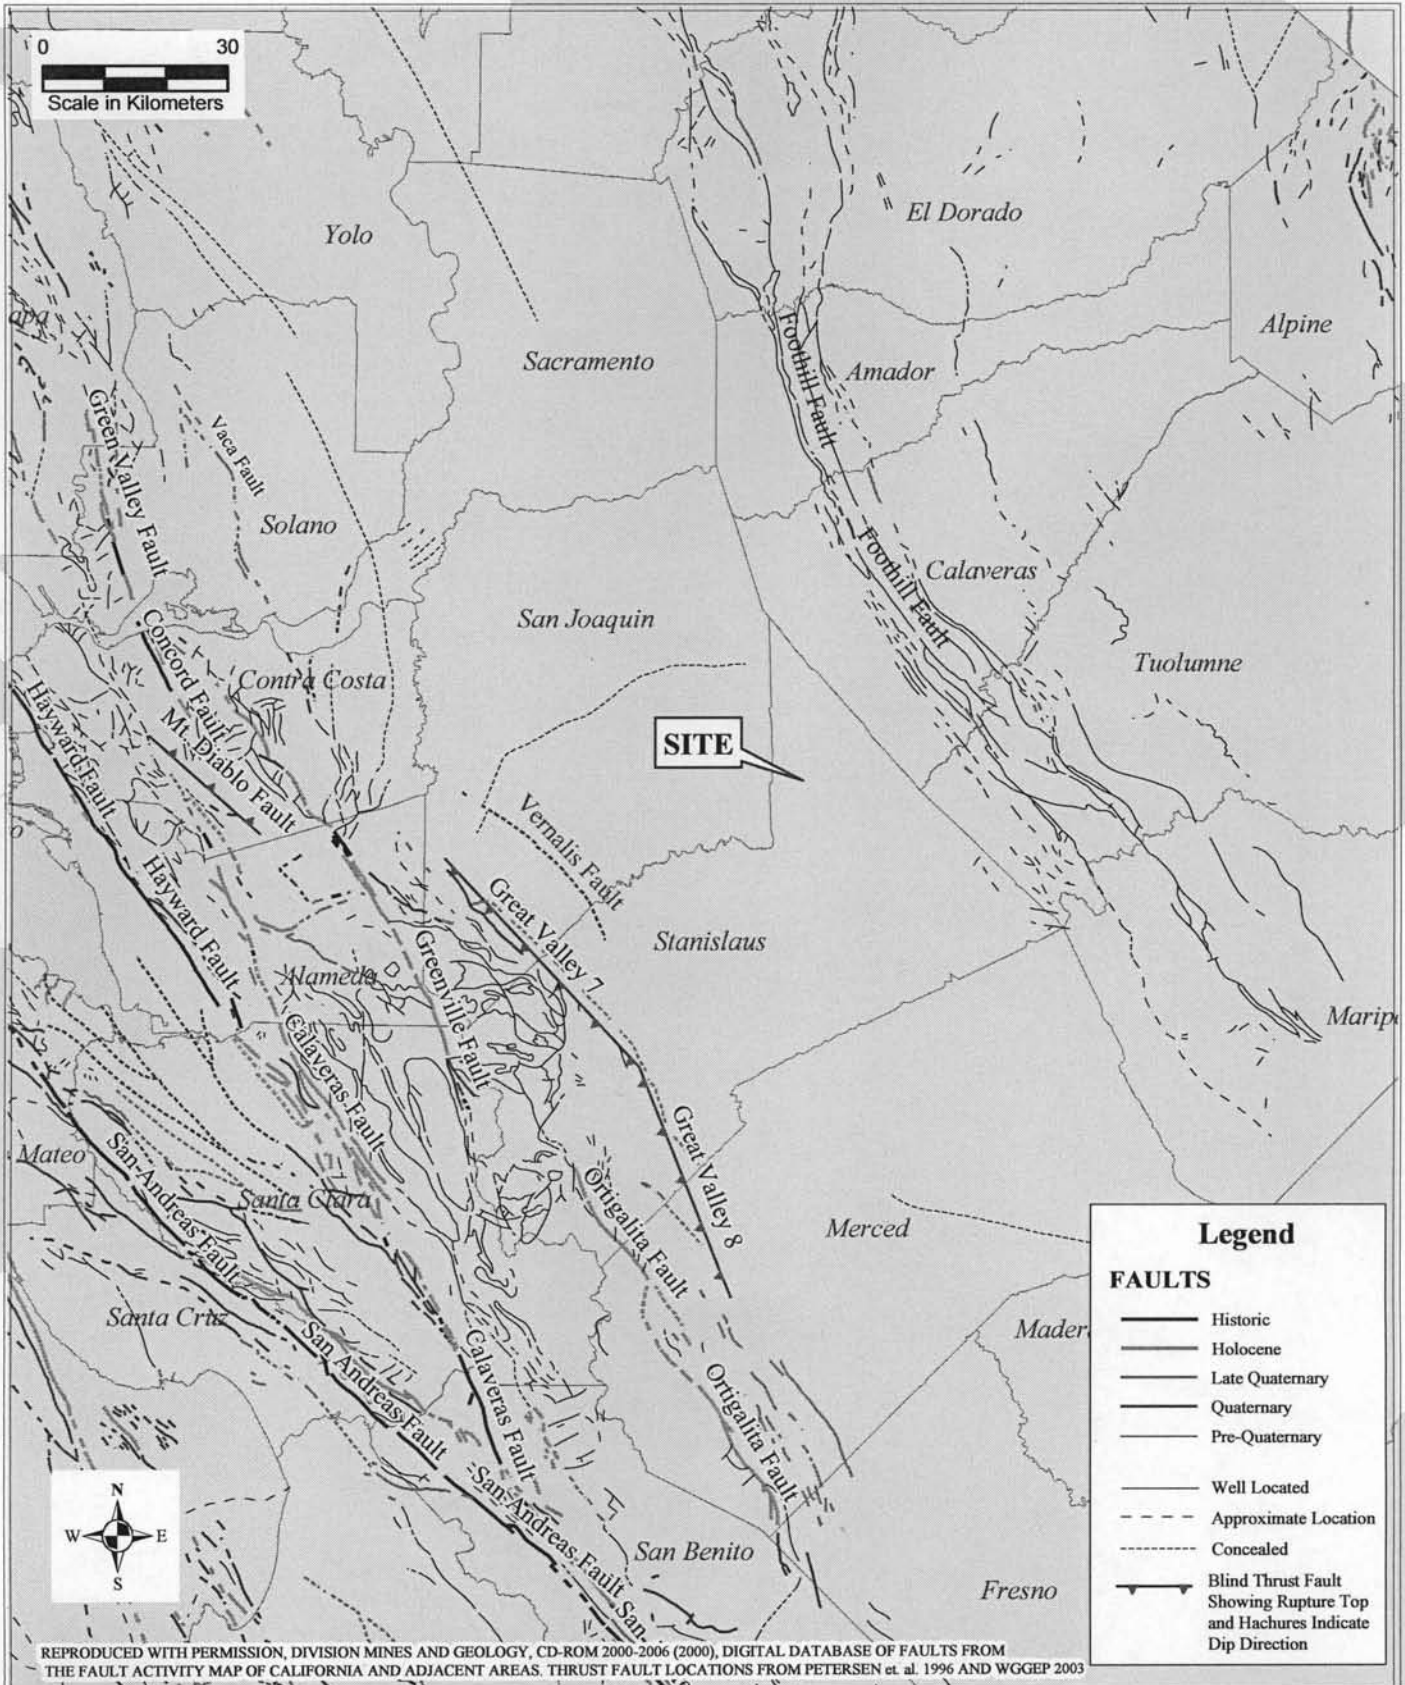 0 30
Scale in Kilometers
Yolo
El Dorado
apa
Alpine
Sacramento
Foothill Fault
Amador
Green Valley Fault
Vaca Fault
Solano
Foothill Fault
Calaveras
San Joaquin
Concord Fault
Contra Costa
Tuolumne
Hayward Fault
Mt. Diablo Fault
SITE
Vernalis Fault
o
Hayward Fault
Great Valley 7
Stanislaus
Alameda
Greenville Fault
Calaveras Fault
Marip
Mateo
San Andreas Fault
Santa Clara
Great Valley 8
Ortigalita Fault
Merced
Santa Cruz
San Andreas Fault
Calaveras Fault
Ortigalita Fault
Mader
San Andreas Fault
San
San Benito
Fresno
N
W E
S
Legend
FAULTS
Historic
Holocene
Late Quaternary
Quaternary
Pre-Quaternary
Well Located
Approximate Location
Concealed
Blind Thrust Fault
Showing Rupture Top
and Hachures Indicate
Dip Direction
REPRODUCED WITH PERMISSION, DIVISION MINES AND GEOLOGY, CD-ROM 2000-2006 (2000), DIGITAL DATABASE OF FAULTS FROM
THE FAULT ACTIVITY MAP OF CALIFORNIA AND ADJACENT AREAS. THRUST FAULT LOCATIONS FROM PETERSEN et. al. 1996 AND WGGEP 2003